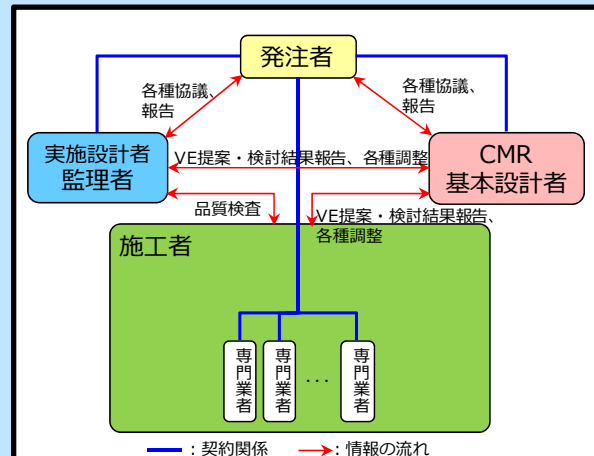 発注者
各種協議、
報告
各種協議、
報告
実施設計者
監理者
VE提案・検討結果報告、各種調整
CMR
基本設計者
品質検査
VE提案・検討結果報告、
各種調整
施工者
専門業者
専門業者
...
専門業者
：契約関係
：情報の流れ